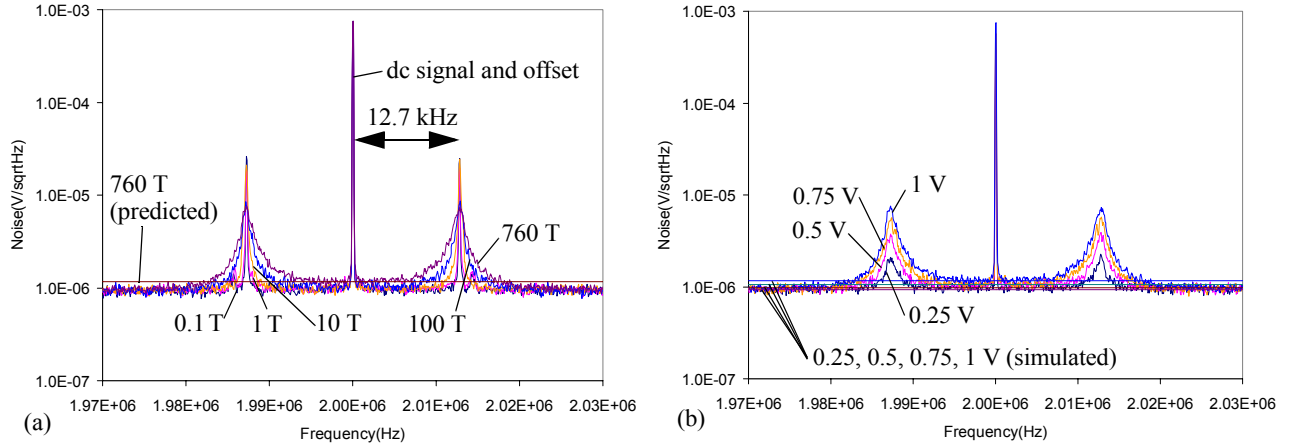 1.0E-03
1.0E-04
1.0E-05
1.0E-06
1.0E-07
Noise(V/sqrtHz)
dc signal and offset
12.7 kHz
760 T
(predicted)
760 T
0.1 T
1 T
10 T
100 T
1.97E+06 1.98E+06 1.99E+06 2.00E+06 2.01E+06 2.02E+06 2.03E+06
Frequency(Hz)
(a)
1.0E-03
1.0E-04
1.0E-05
1.0E-06
1.0E-07
Noise(V/sqrtHz)
1 V
0.75 V
0.5 V
0.25 V
0.25, 0.5, 0.75, 1 V (simulated)
1.97E+06 1.98E+06 1.99E+06 2.00E+06 2.01E+06 2.02E+06 2.03E+06
Frequency(Hz)
(b)